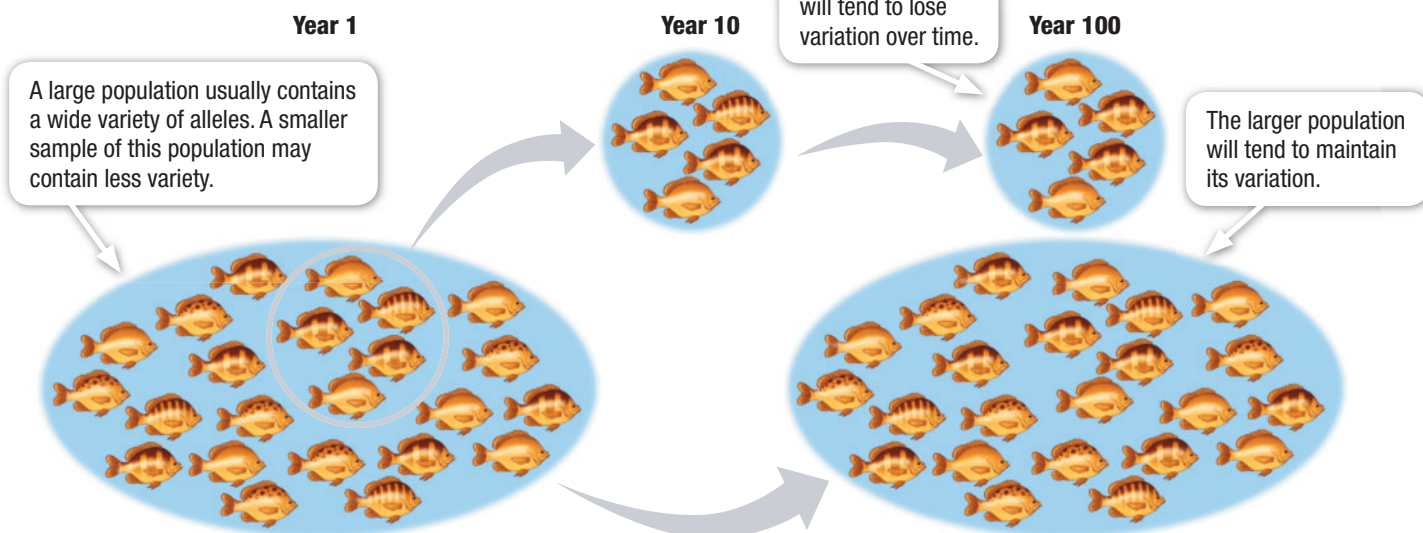 Year 1
Year 10
will tend to lose
variation over time.
Year 100
A large population usually contains
a wide variety of alleles. A smaller
sample of this population may
contain less variety.
The larger population
will tend to maintain
its variation.